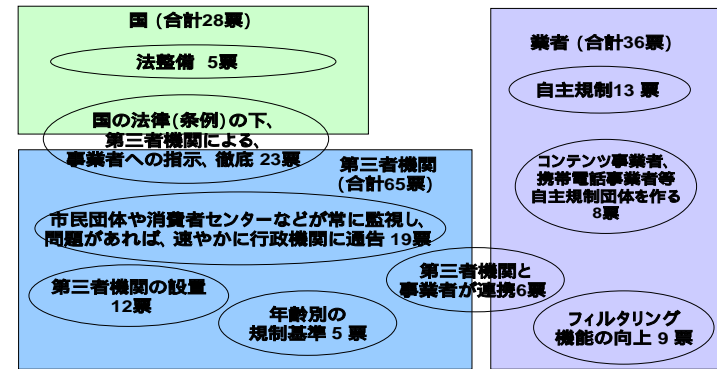 国 (合計28票)
法整備 5票
国の法律(条例)の下、
第三者機関による、
事業者への指示、徹底 23票
第三者機関
(合計65票)
市民団体や消費者センターなどが常に監視し、
問題があれば、速やかに行政機関に通告 19票
第三者機関の設置
12票
年齢別の
規制基準 5 票
第三者機関と
事業者が連携6票
業者 (合計36票)
自主規制13 票
コンテンツ事業者、
携帯電話事業者等
自主規制団体を作る
8票
フィルタリング
機能の向上 9 票